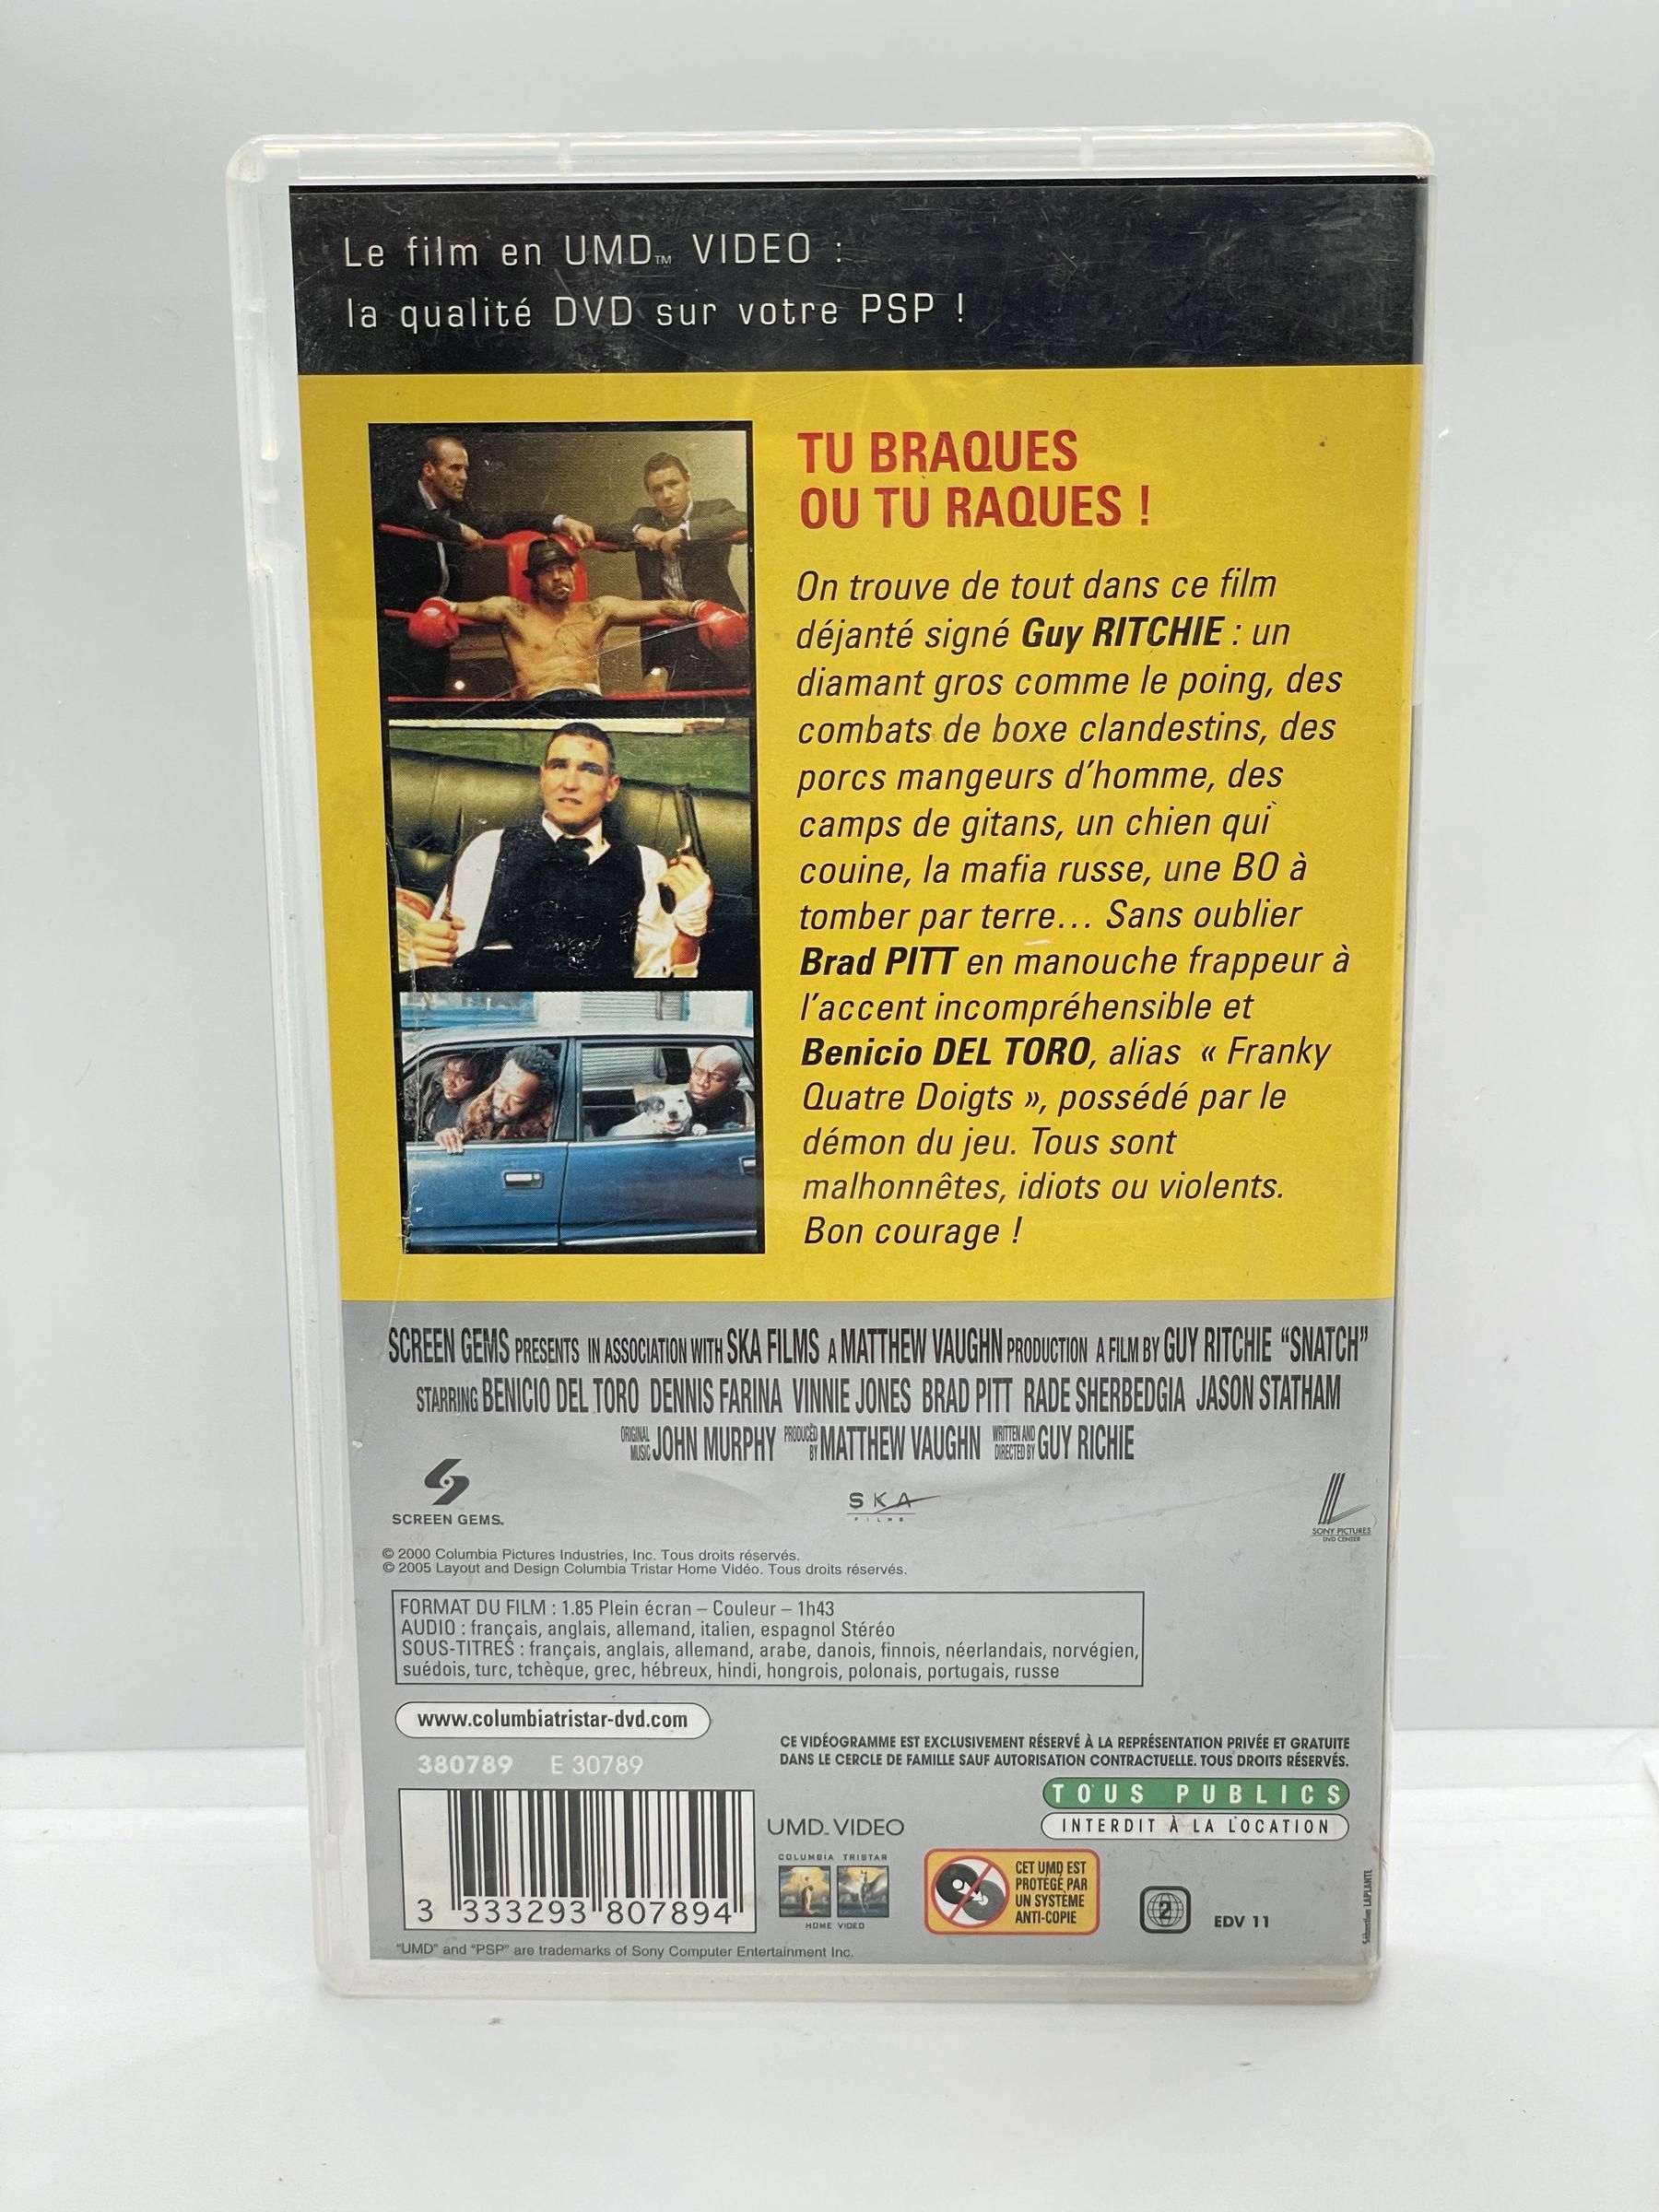 Le film en UMD™ VIDEO :
la qualité DVD sur votre PSP !
TU BRAQUES
OU TU RAQUES !
On trouve de tout dans ce film
déjanté signé Guy RITCHIE : un
diamant gros comme le poing, des
combats de boxe clandestins, des
porcs mangeurs d'homme, des
camps de gitans, un chien qui
couine, la mafia russe, une BO à
tomber par terre... Sans oublier
Brad PITT en manouche frappeur à
l'accent incompréhensible et
Benicio DEL TORO, alias « Franky
Quatre Doigts », possédé par le
démon du jeu. Tous sont
malhonnêtes, idiots ou violents.
Bon courage !
SCREEN GEMS PRESENTS IN ASSOCIATION WITH SKA FILMS A MATTHEW VAUGHN PRODUCTION A FILM BY GUY RITCHIE "SNATCH"
STARRING BENICIO DEL TORO DENNIS FARINA VINNIE JONES BRAD PITT RADE SHERBEDGIA JASON STATHAM
ORIGINAL MUSIC JOHN MURPHY PRODUCED BY MATTHEW VAUGHN WRITTEN AND DIRECTED BY GUY RICHIE
SCREEN GEMS.
SKA
FILMS
SONY PICTURES
DVD CENTER
© 2000 Columbia Pictures Industries, Inc. Tous droits réservés.
© 2005 Layout and Design Columbia Tristar Home Vidéo. Tous droits réservés.
FORMAT DU FILM : 1.85 Plein écran – Couleur – 1h43
AUDIO : français, anglais, allemand, italien, espagnol Stéréo
SOUS-TITRES : français, anglais, allemand, arabe, danois, finnois, néerlandais, norvégien,
suédois, turc, tchèque, grec, hébreux, hindi, hongrois, polonais, portugais, russe
www.columbiatristar-dvd.com
380789 E 30789
CE VIDÉOGRAMME EST EXCLUSIVEMENT RÉSERVÉ À LA REPRÉSENTATION PRIVÉE ET GRATUITE
DANS LE CERCLE DE FAMILLE SAUF AUTORISATION CONTRACTUELLE. TOUS DROITS RÉSERVÉS.
TOUS PUBLICS
INTERDIT À LA LOCATION
UMD™ VIDEO
COLUMBIA TRISTAR
HOME VIDEO
CET UMD EST
PROTÉGÉ PAR
UN SYSTÈME
ANTI-COPIE
2
EDV 11
Sélection LAPLANTE
3 333293 807894
"UMD" and "PSP" are trademarks of Sony Computer Entertainment Inc.